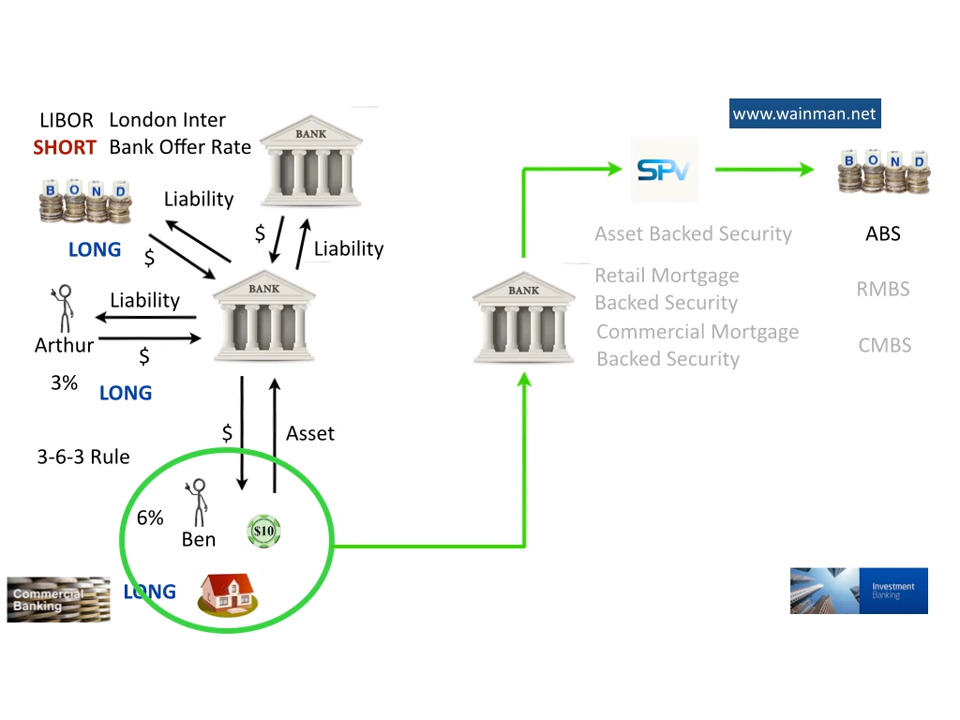 LIBOR London Inter
SHORT Bank Offer Rate
BANK
www.wainman.net
BOND
Liability
SPV
BOND
LONG
$
$
Liability
Asset Backed Security
ABS
BANK
Retail Mortgage
Backed Security
RMBS
BANK
Liability
Arthur
$
Commercial Mortgage
Backed Security
CMBS
3%
LONG
$
Asset
3-6-3 Rule
6%
Ben
$10
LONG
Commercial
Banking
Investment
Banking